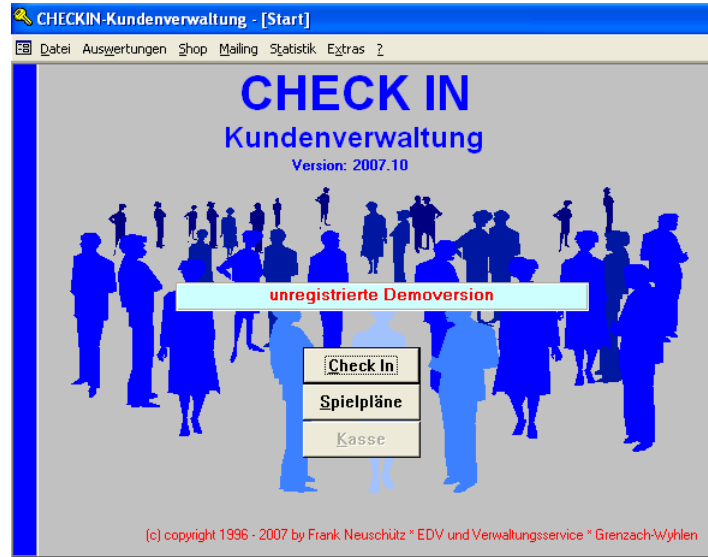 CHECKIN-Kundenverwaltung - [Start]
Datei Auswertungen Shop Mailing Statistik Extras ?
CHECK IN
Kundenverwaltung
Version: 2007.10
unregistrierte Demoversion
Check In
Spielpläne
Kasse
(c) copyright 1996 - 2007 by Frank Neuschütz * EDV und Verwaltungsservice * Grenzach-Wyhlen